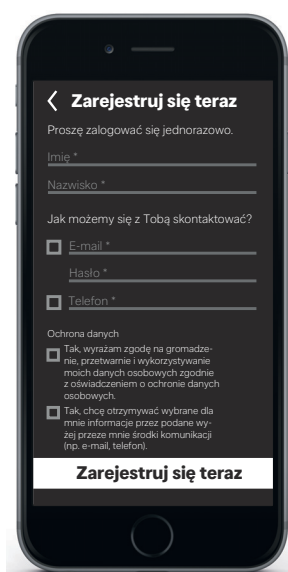 Zarejestruj się teraz
Proszę zalogować się jednorazowo.
Imię *
Nazwisko *
Jak możemy się z Tobą skontaktować?
E-mail *
Hasło *
Telefon *
Ochrona danych
Tak, wyrażam zgodę na gromadze-
nie, przetwarnie i wykorzystywanie
moich danych osobowych zgodnie
z oświadczeniem o ochronie danych
osobowych.
Tak, chcę otrzymywać wybrane dla
mnie informacje przez podane wy-
żej przeze mnie środki komunikacji
(np. e-mail, telefon).
Zarejestruj się teraz